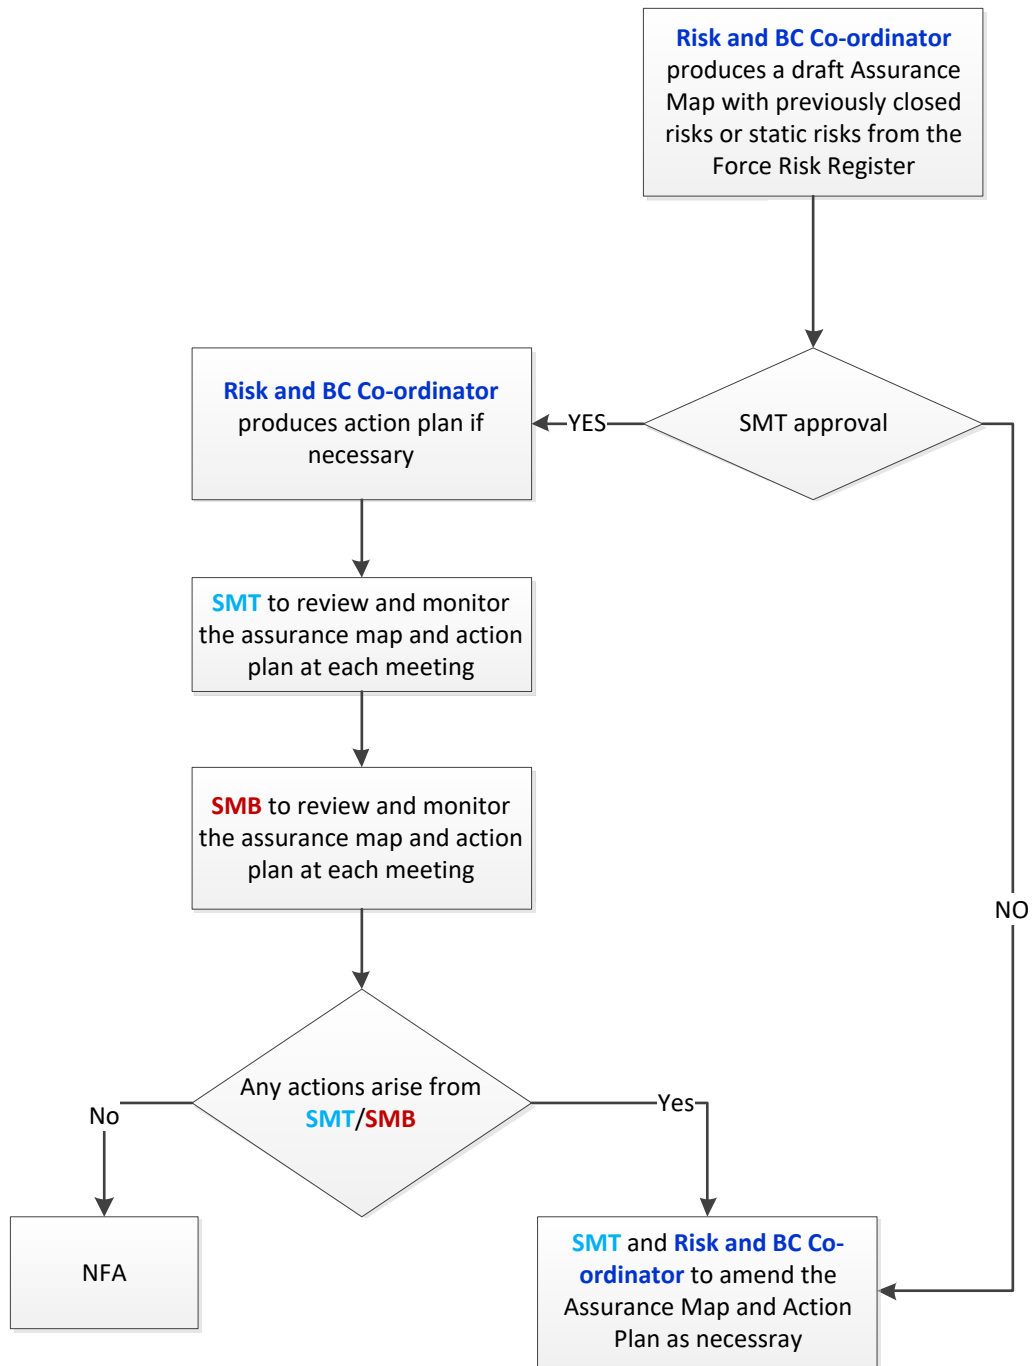 Risk and BC Co-ordinator
produces a draft Assurance
Map with previously closed
risks or static risks from the
Force Risk Register
SMT approval
YES
NO
Risk and BC Co-ordinator
produces action plan if
necessary
SMT to review and monitor
the assurance map and action
plan at each meeting
SMB to review and monitor
the assurance map and action
plan at each meeting
Any actions arise from
SMT/SMB
No
Yes
NFA
SMT and Risk and BC Co-
ordinator to amend the
Assurance Map and Action
Plan as necessray